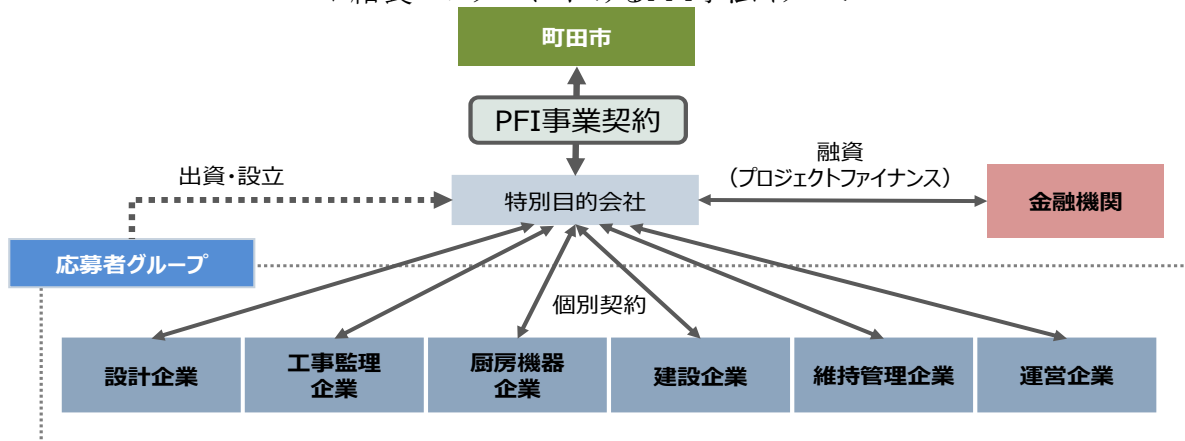 町田市
PFI事業契約
融資
（プロジェクトファイナンス）
出資・設立
特別目的会社
金融機関
応募者グループ
個別契約
設計企業
工事監理
企業
厨房機器
企業
建設企業
維持管理企業
運営企業